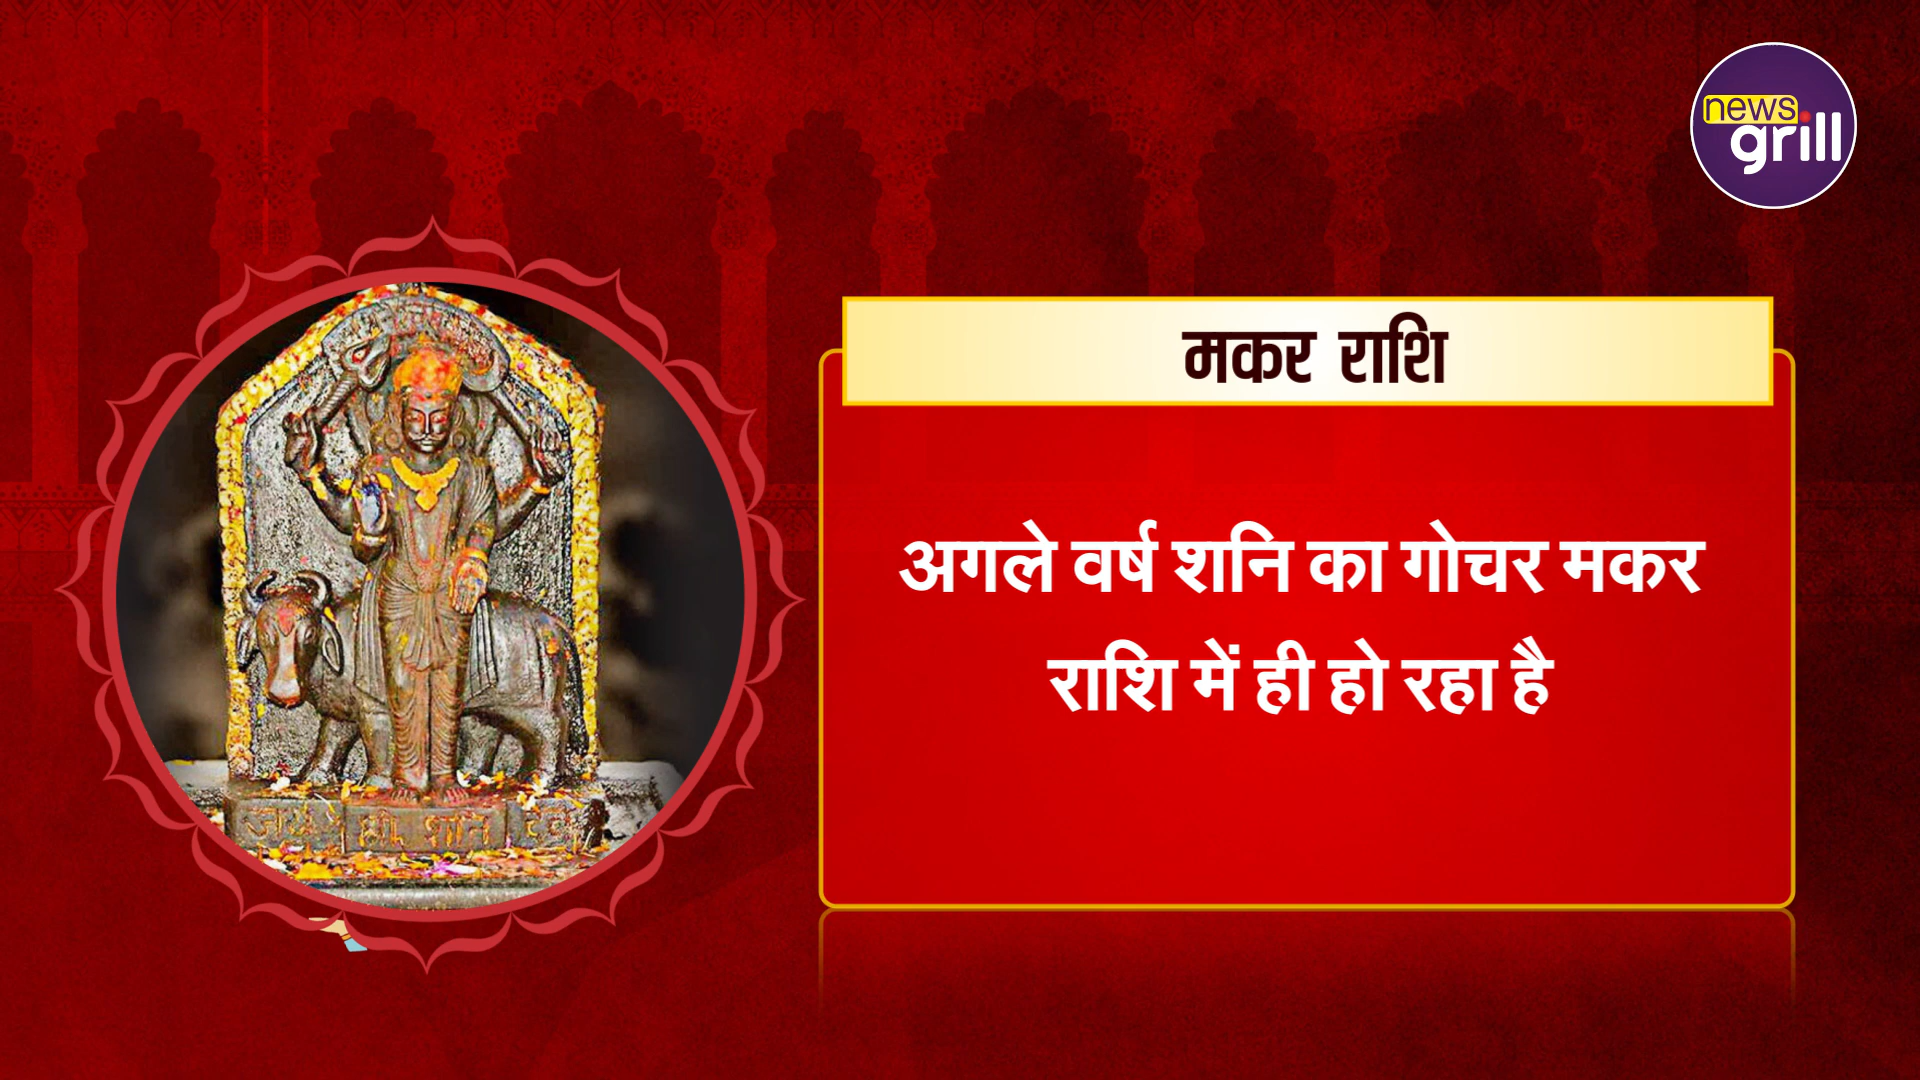 news
grill
मकर राशि
अगले वर्ष शनि का गोचर मकर
राशि में ही हो रहा है